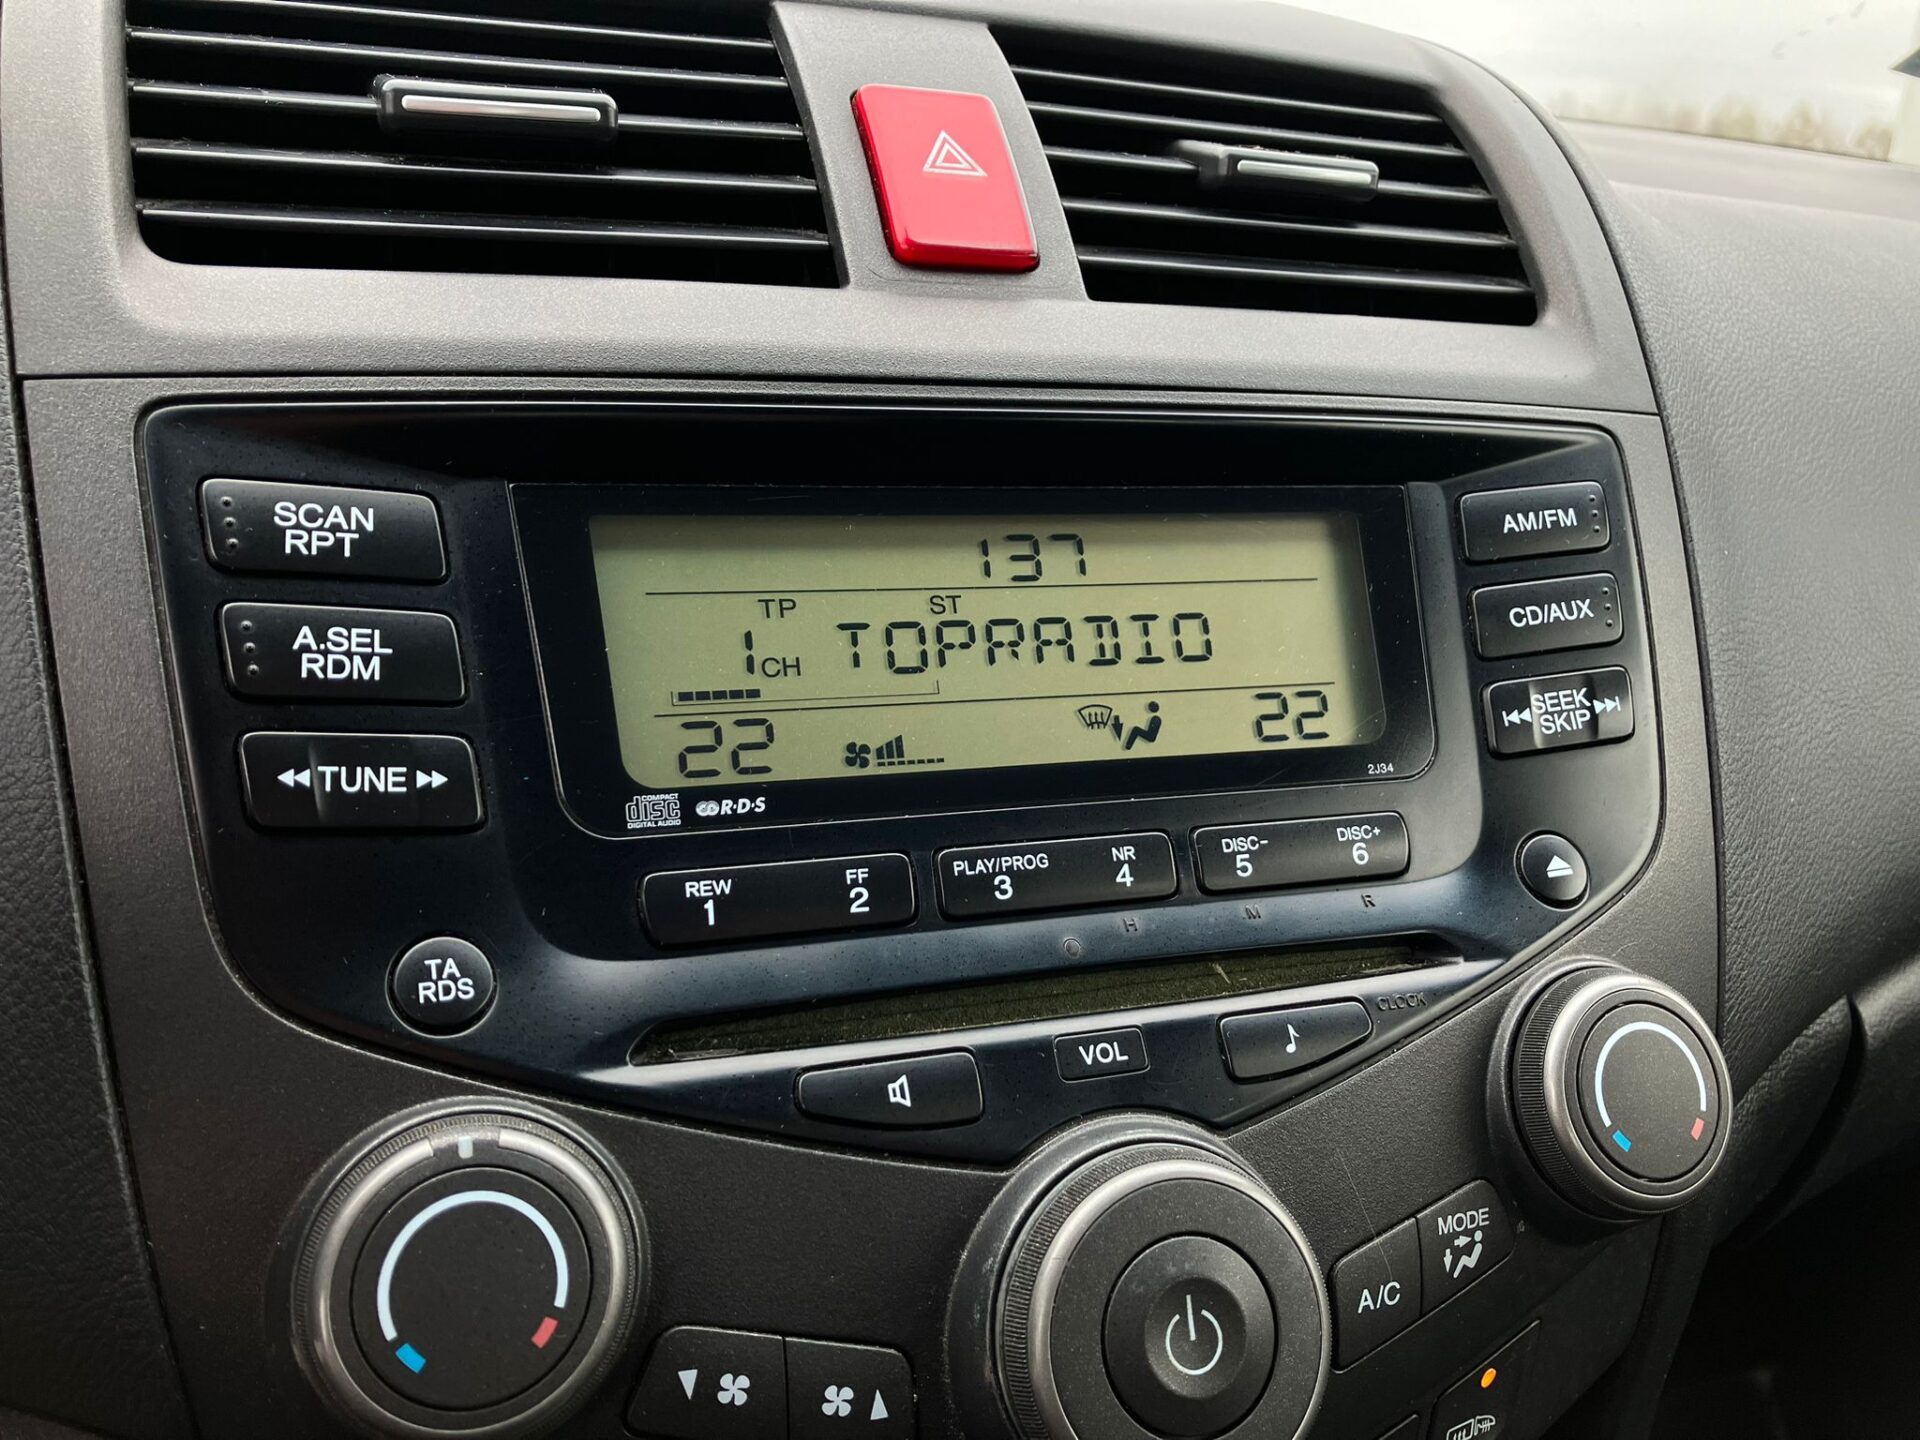 SCAN
RPT
A.SEL
RDM
TUNE
137
TP
ST
1 CH TOPRADIO
22
22
AM/FM
CD/AUX
SEEK
SKIP
2J34
COMPACT
disc
DIGITAL AUDIO
R·D·S
REW
1
FF
2
PLAY/PROG
3
NR
4
DISC-
5
DISC+
6
H
M
R
TA
RDS
VOL
CLOCK
MODE
A/C